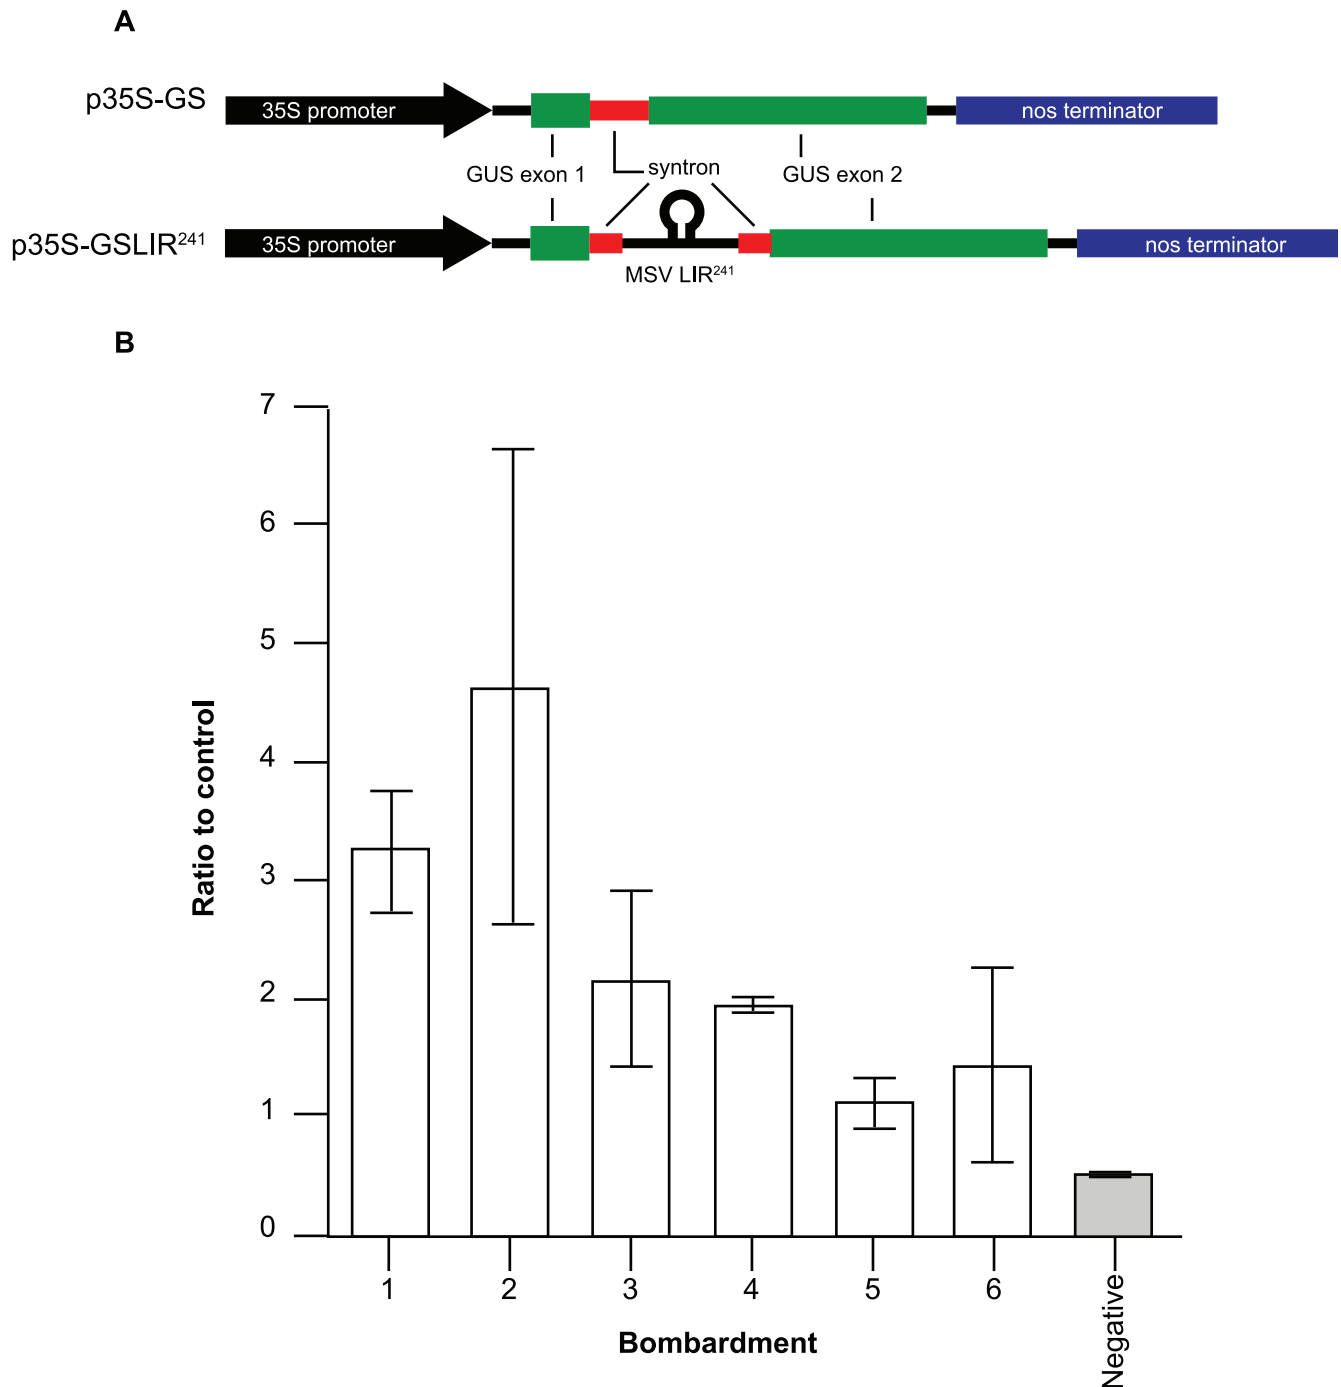 A
p35S-GS
35S promoter
nos terminator
GUS exon 1
syntron
GUS exon 2
p35S-GSLIR²⁴¹
35S promoter
nos terminator
MSV LIR²⁴¹
B
7
6
5
4
3
2
1
0
Ratio to control
1 2 3 4 5 6 Negative
Bombardment